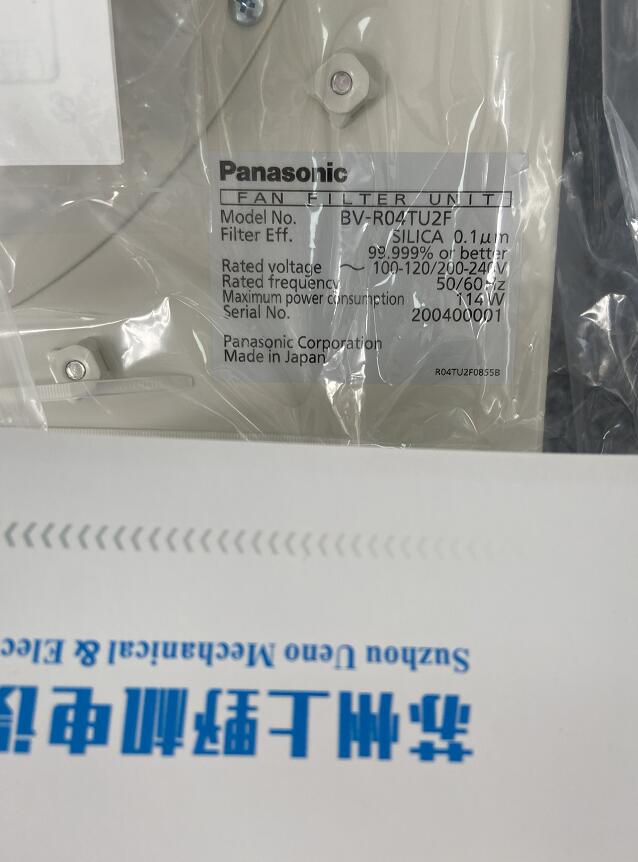 Panasonic
FAN FILTER UNIT
Model No. BV-R04TU2F
Filter Eff. SILICA 0.1μm
99.999% or better
Rated voltage ~ 100-120/200-240V
Rated frequency 50/60Hz
Maximum power consumption 114W
Serial No. 200400001
Panasonic Corporation
Made in Japan
R04TU2F0855B
Suzhou Ueno Mechanical & Elec
苏州上野机电设